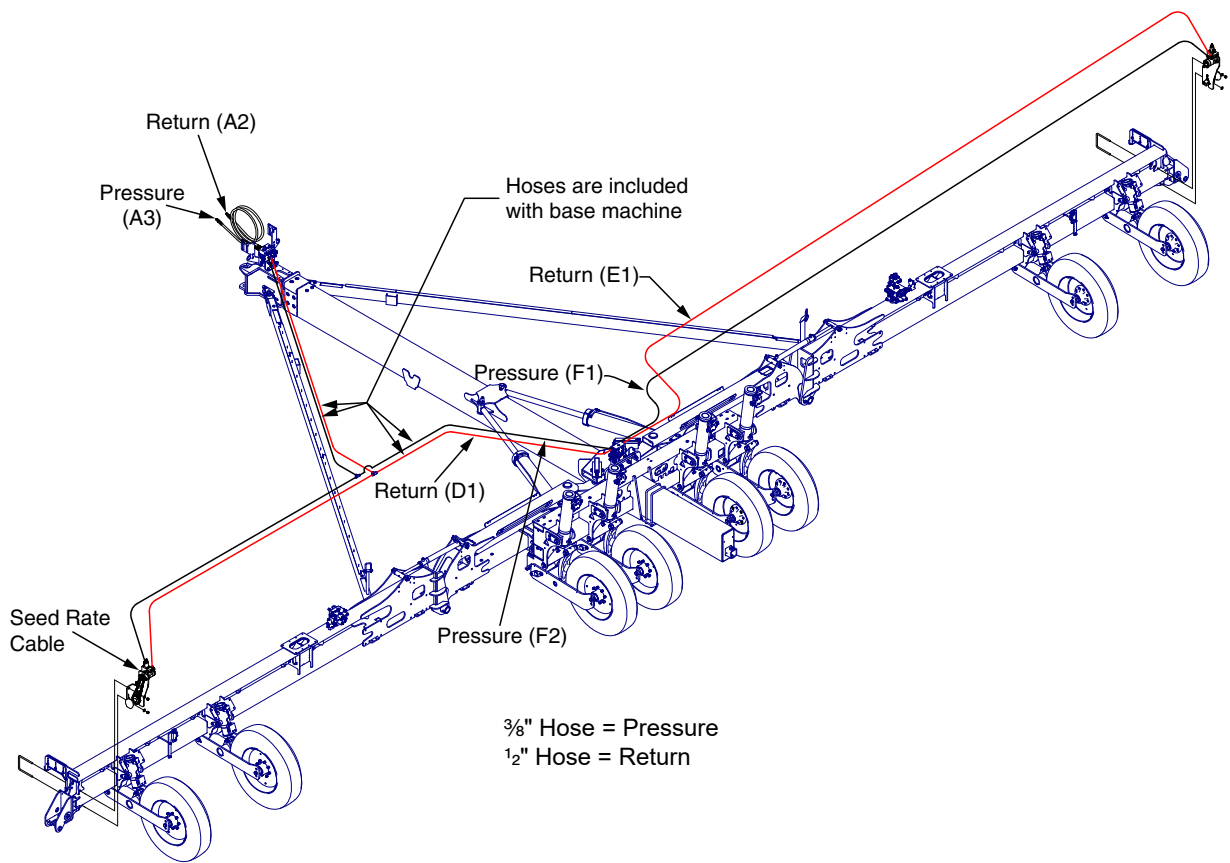 Return (A2)
Pressure
(A3)
Hoses are included
with base machine
Return (E1)
Pressure (F1)
Return (D1)
Pressure (F2)
Seed Rate
Cable
⅜" Hose = Pressure
½" Hose = Return